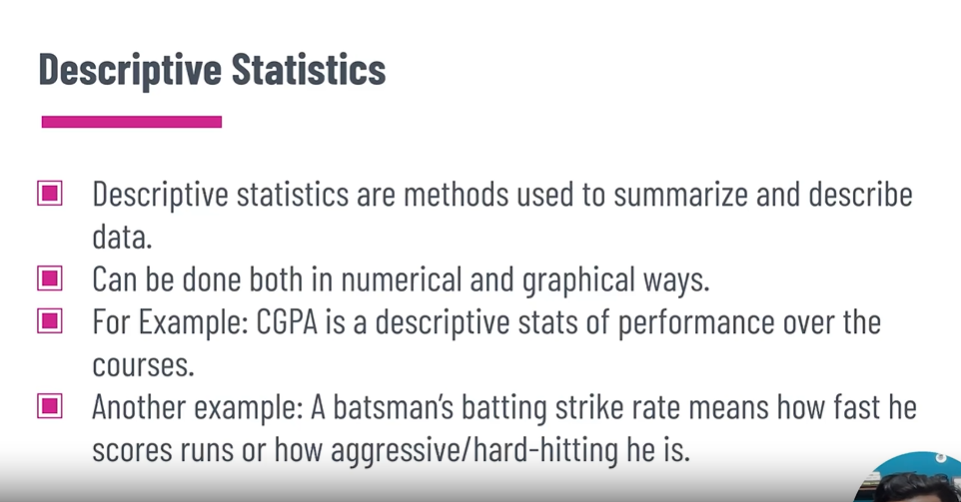 Descriptive Statistics
Descriptive statistics are methods used to summarize and describe
data.
Can be done both in numerical and graphical ways.
For Example: CGPA is a descriptive stats of performance over the
courses.
Another example: A batsman's batting strike rate means how fast he
scores runs or how aggressive/hard-hitting he is.